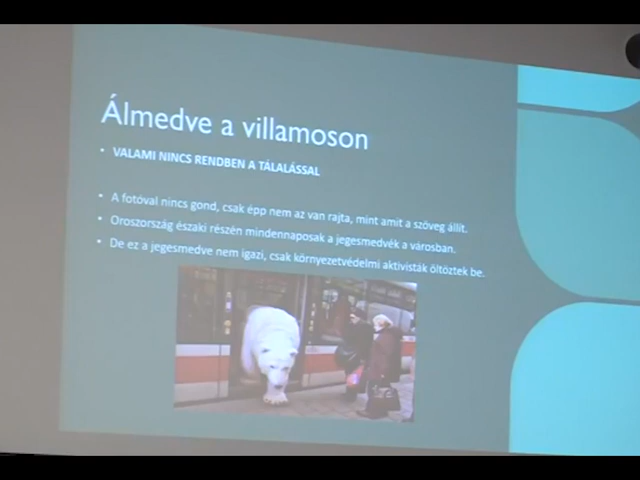 Álmedve a villamoson
• VALAMI NINCS RENDBEN A TÁLALÁSSAL
• A fotóval nincs gond, csak épp nem az van rajta, mint amit a szöveg állít.
• Oroszország északi részén mindennaposak a jegesmedvék a városban.
• De ez a jegesmedve nem igazi, csak környezetvédelmi aktivisták öltöztek be.